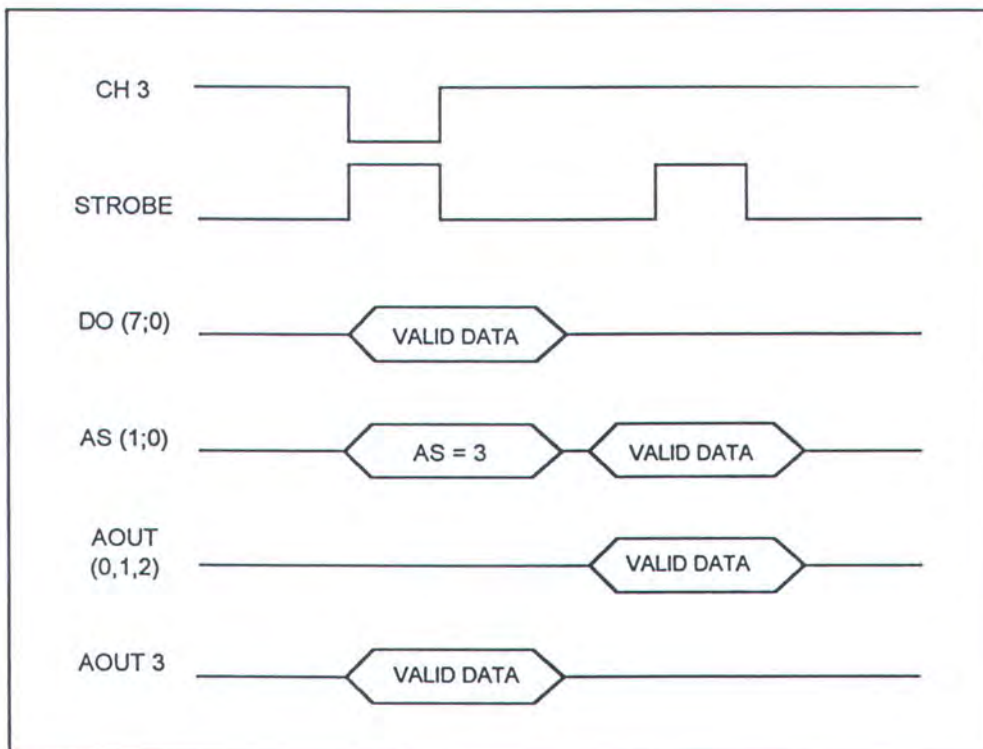 CH 3
STROBE
DO (7;0)
VALID DATA
AS (1;0)
AS = 3
VALID DATA
AOUT
(0,1,2)
VALID DATA
AOUT 3
VALID DATA